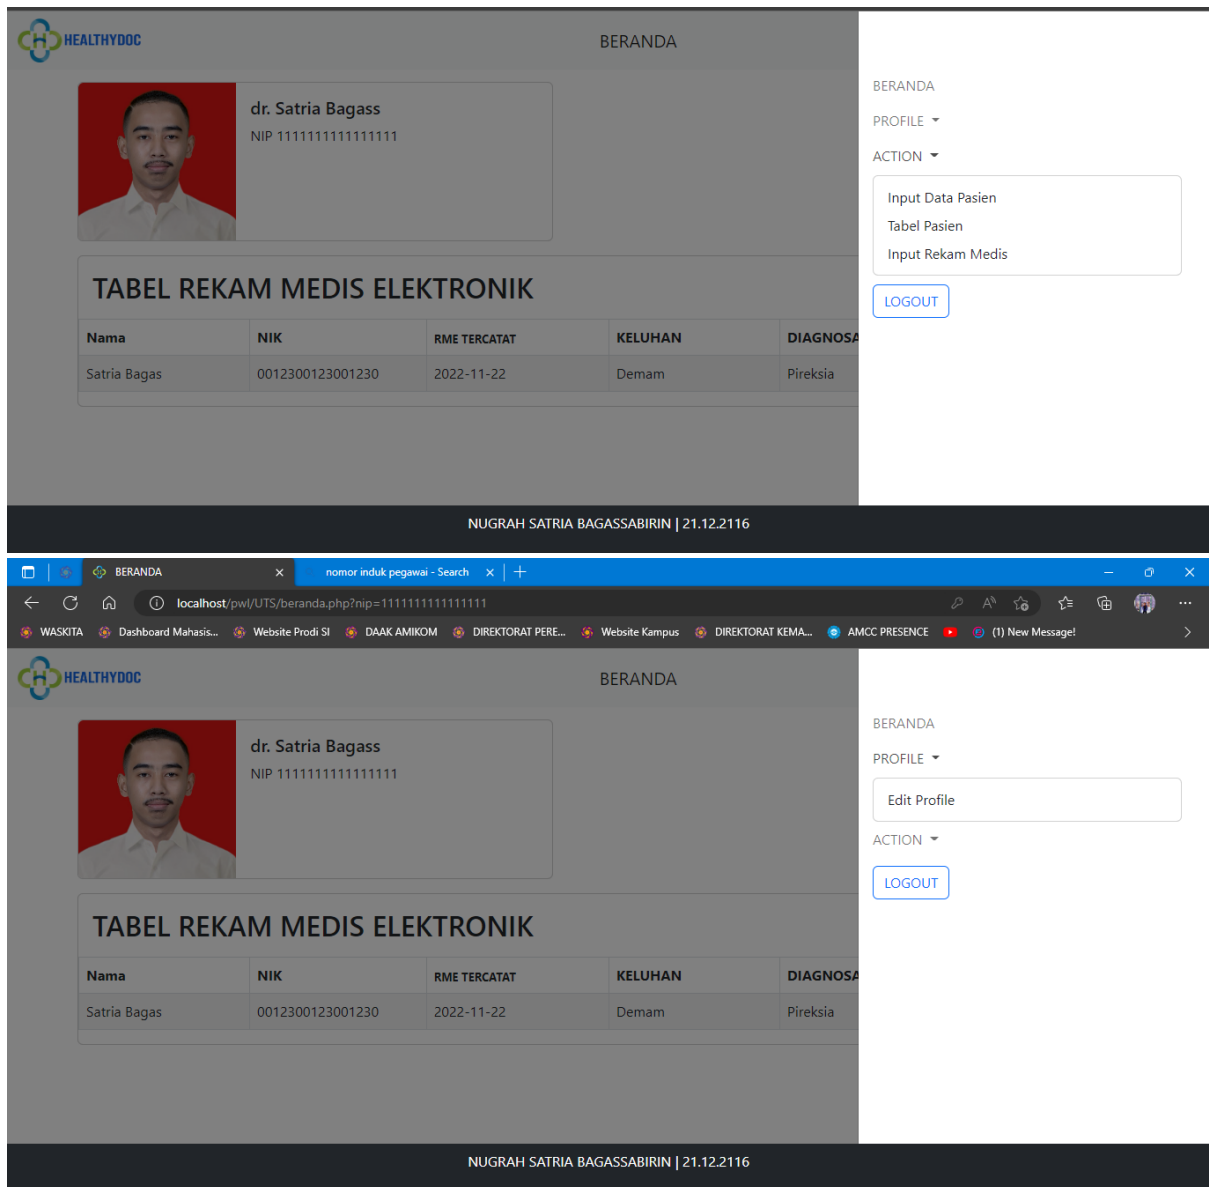 HEALTHYDOC
BERANDA
dr. Satria Bagass
NIP 1111111111111111
TABEL REKAM MEDIS ELEKTRONIK
Nama NIK RME TERCATAT KELUHAN DIAGNOSA
Satria Bagas 0012300123001230 2022-11-22 Demam Pireksia
BERANDA
PROFILE
ACTION
Input Data Pasien
Tabel Pasien
Input Rekam Medis
LOGOUT
NUGRAH SATRIA BAGASSABIRIN | 21.12.2116
BERANDA
nomor induk pegawai - Search
localhost/pwl/UTS/beranda.php?nip=1111111111111111
WASKITA Dashboard Mahasis... Website Prodi SI DAAK AMIKOM DIREKTORAT PERE... Website Kampus DIREKTORAT KEMA... AMCC PRESENCE (1) New Message!
HEALTHYDOC
BERANDA
dr. Satria Bagass
NIP 1111111111111111
TABEL REKAM MEDIS ELEKTRONIK
Nama NIK RME TERCATAT KELUHAN DIAGNOSA
Satria Bagas 0012300123001230 2022-11-22 Demam Pireksia
BERANDA
PROFILE
Edit Profile
ACTION
LOGOUT
NUGRAH SATRIA BAGASSABIRIN | 21.12.2116